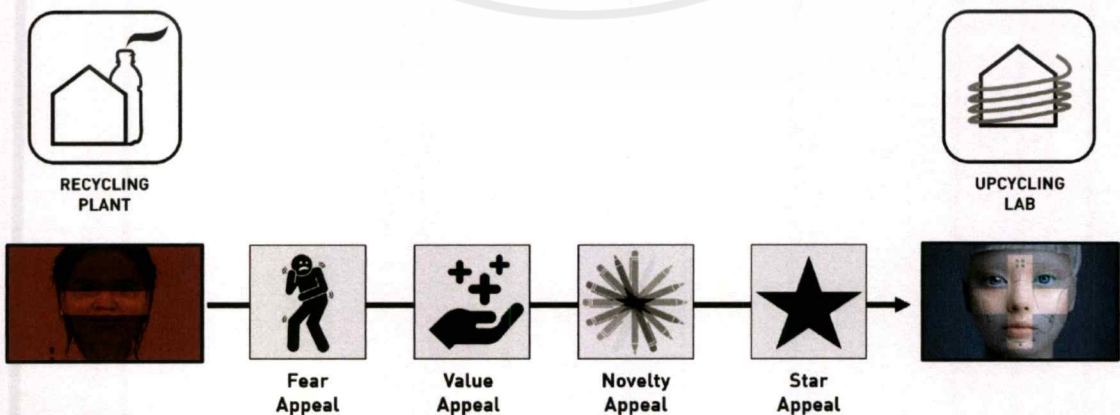 RECYCLING
PLANT
UPCYCLING
LAB
Fear
Appeal
Value
Appeal
Novelty
Appeal
Star
Appeal